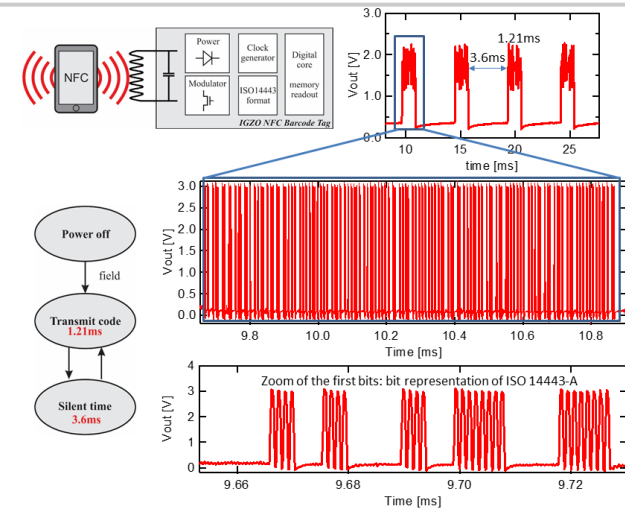 NFC
Power
Clock
generator
Digital
core
memory
readout
Modulator
ISO14443
format
IGZO NFC Barcode Tag
3.0
2.0
1.0
0.0
Vout [V]
1.21ms
3.6ms
10
15
20
25
time [ms]
3.0
2.5
2.0
1.5
1.0
0.5
0.0
Vout [V]
9.8
10.0
10.2
10.4
10.6
10.8
Time [ms]
Power off
field
Transmit code
1.21ms
Silent time
3.6ms
Zoom of the first bits: bit representation of ISO 14443-A
4
3
2
1
0
Vout [V]
9.66
9.68
9.70
9.72
Time [ms]